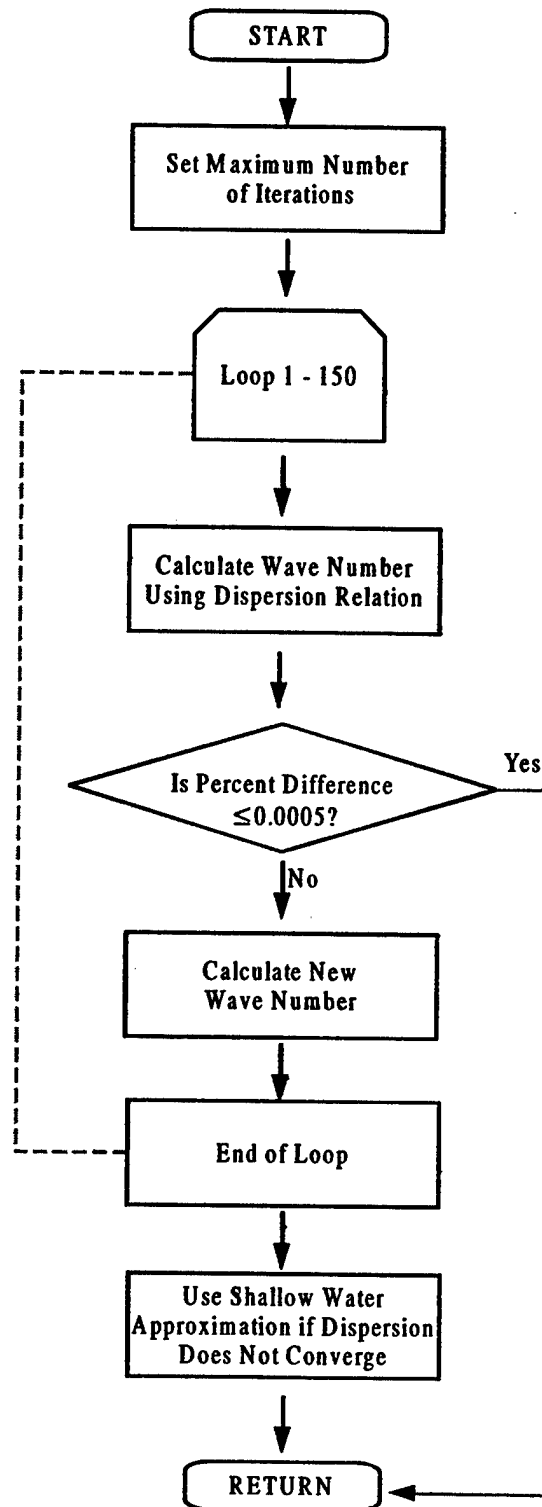 START
Set Maximum Number
of Iterations
Loop 1 - 150
Calculate Wave Number
Using Dispersion Relation
Is Percent Difference
≤0.0005?
Yes
No
Calculate New
Wave Number
End of Loop
Use Shallow Water
Approximation if Dispersion
Does Not Converge
RETURN